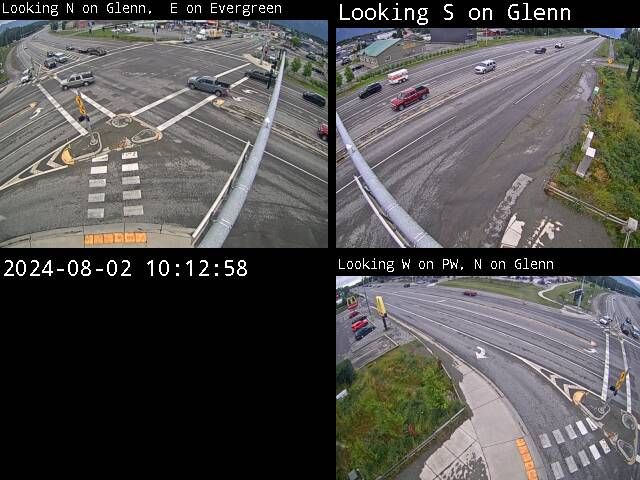 Looking N on Glenn,  E on Evergreen
Looking S on Glenn
2024-08-02 10:12:58
Looking W on PW, N on Glenn